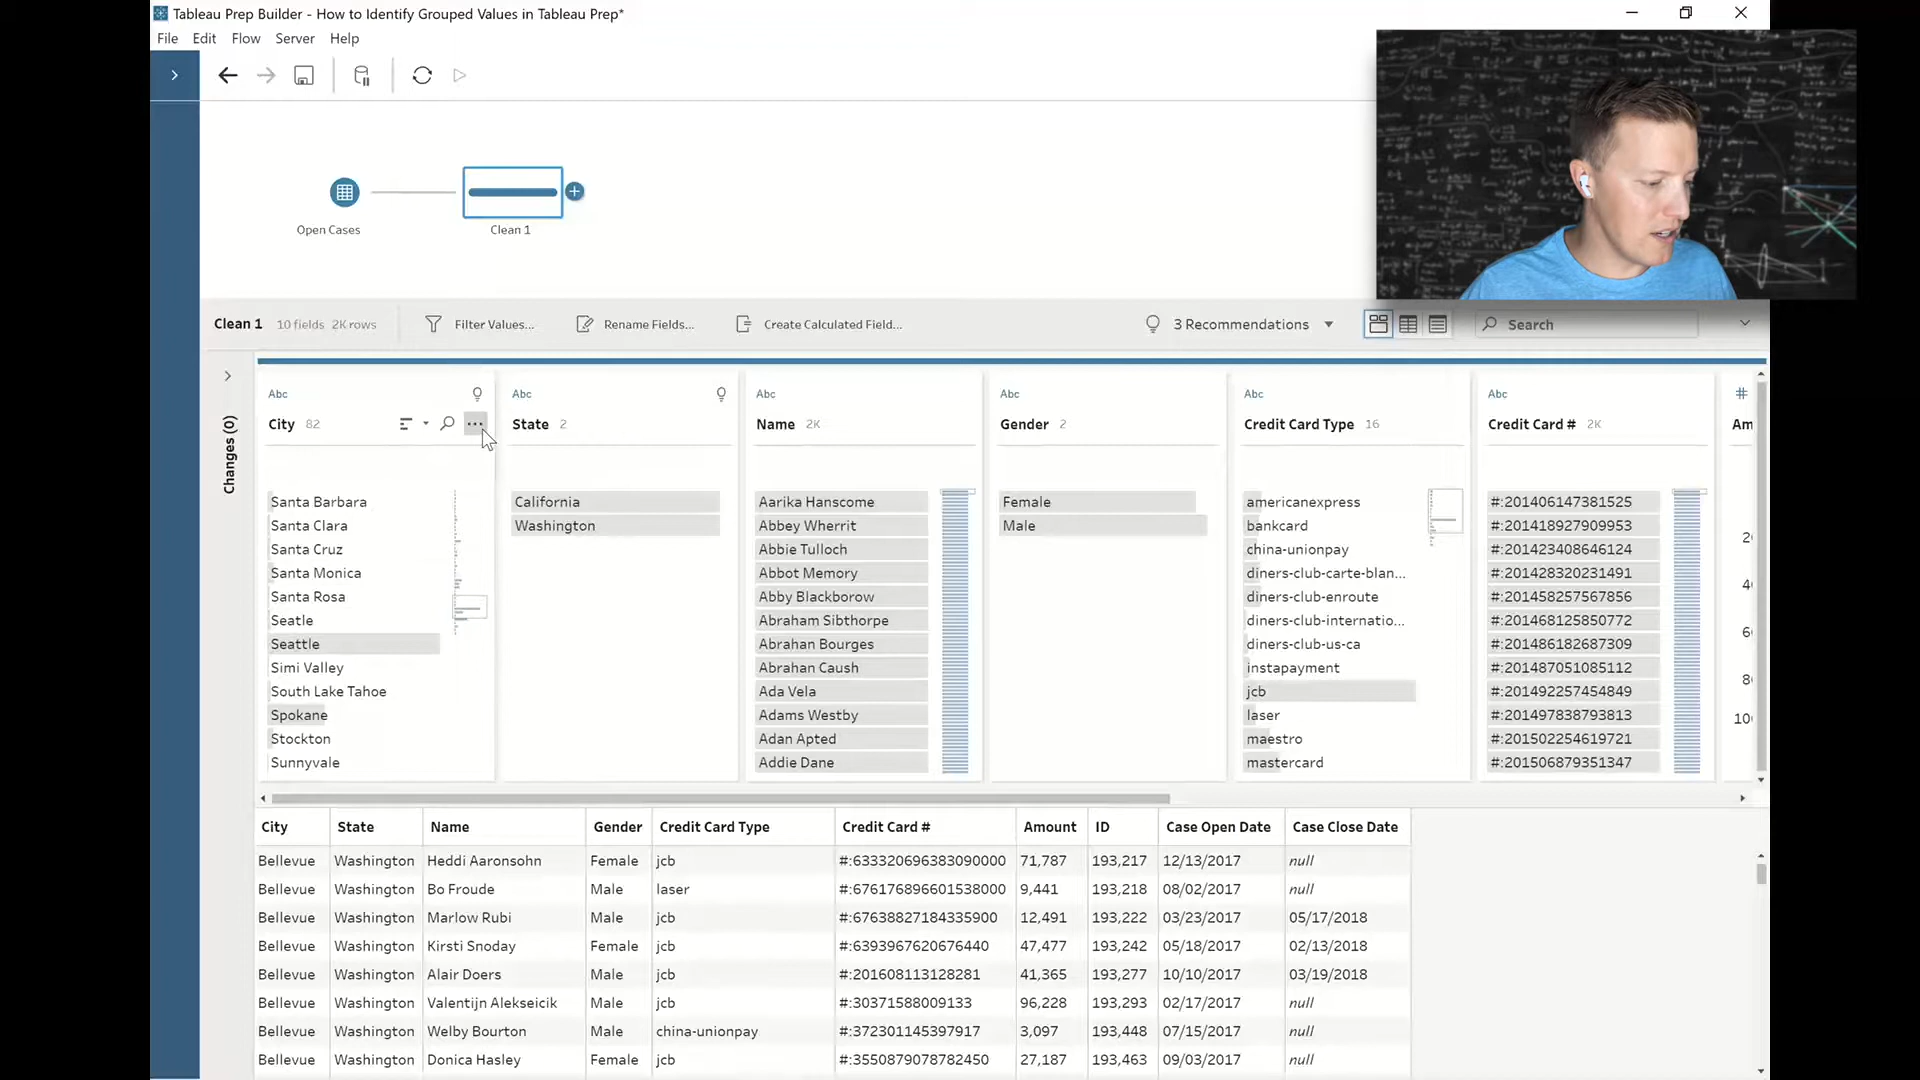 Tableau Prep Builder - How to Identify Grouped Values in Tableau Prep*
File Edit Flow Server Help
Open Cases
Clean 1
Clean 1 10 fields 2K rows Filter Values... Rename Fields... Create Calculated Field... 3 Recommendations Search
Changes (0)
Abc Abc Abc Abc Abc Abc #
City 82 State 2 Name 2K Gender 2 Credit Card Type 16 Credit Card # 2K Am
Santa Barbara California Aarika Hanscome Female americanexpress #:201406147381525
Santa Clara Washington Abbey Wherrit Male bankcard #:201418927909953
Santa Cruz Abbie Tulloch china-unionpay #:201423408646124
Santa Monica Abbot Memory diners-club-carte-blan... #:201428320231491
Santa Rosa Abby Blackborow diners-club-enroute #:201458257567856
Seatle Abraham Sibthorpe diners-club-internatio... #:201468125850772
Seattle Abrahan Bourges diners-club-us-ca #:201486182687309
Simi Valley Abrahan Caush instapayment #:201487051085112
South Lake Tahoe Ada Vela jcb #:201492257454849
Spokane Adams Westby laser #:201497838793813
Stockton Adan Apted maestro #:201502254619721
Sunnyvale Addie Dane mastercard #:201506879351347
City State Name Gender Credit Card Type Credit Card # Amount ID Case Open Date Case Close Date
Bellevue Washington Heddi Aaronsohn Female jcb #:633320696383090000 71,787 193,217 12/13/2017 null
Bellevue Washington Bo Froude Male laser #:676176896601538000 9,441 193,218 08/02/2017 null
Bellevue Washington Marlow Rubi Male jcb #:67638827184335900 12,491 193,222 03/23/2017 05/17/2018
Bellevue Washington Kirsti Snoday Female jcb #:6393967620676440 47,477 193,242 05/18/2017 02/13/2018
Bellevue Washington Alair Doers Male jcb #:201608113128281 41,365 193,277 10/10/2017 03/19/2018
Bellevue Washington Valentijn Alekseicik Male jcb #:30371588009133 96,228 193,293 02/17/2017 null
Bellevue Washington Welby Bourton Male china-unionpay #:372301145397917 3,097 193,448 07/15/2017 null
Bellevue Washington Donica Hasley Female jcb #:3550879078782450 27,187 193,463 09/03/2017 null